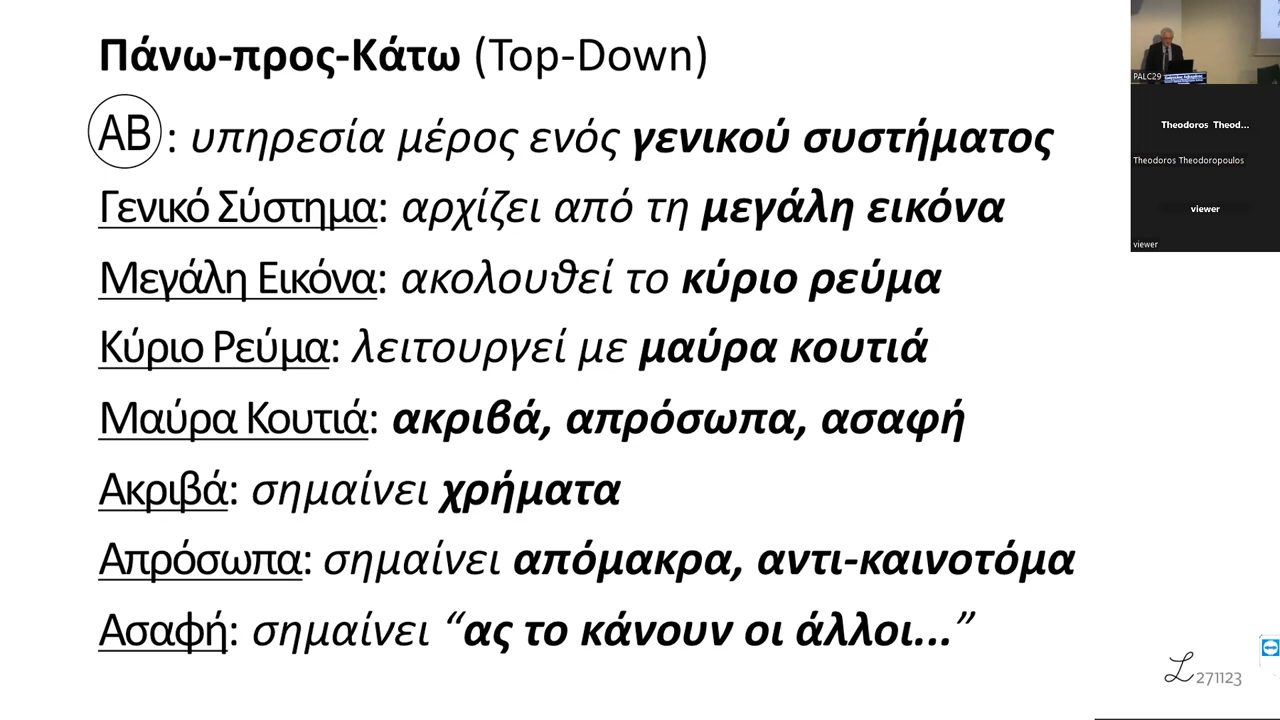 Πάνω-προς-Κάτω (Top-Down)
ΑΒ : υπηρεσία μέρος ενός γενικού συστήματος
Γενικό Σύστημα: αρχίζει από τη μεγάλη εικόνα
Μεγάλη Εικόνα: ακολουθεί το κύριο ρεύμα
Κύριο Ρεύμα: λειτουργεί με μαύρα κουτιά
Μαύρα Κουτιά: ακριβά, απρόσωπα, ασαφή
Ακριβά: σημαίνει χρήματα
Απρόσωπα: σημαίνει απόμακρα, αντι-καινοτόμα
Ασαφή: σημαίνει “ας το κάνουν οι άλλοι...”
L 271123
PALC29
Theodoros Theod...
Theodoros Theodoropoulos
viewer
viewer